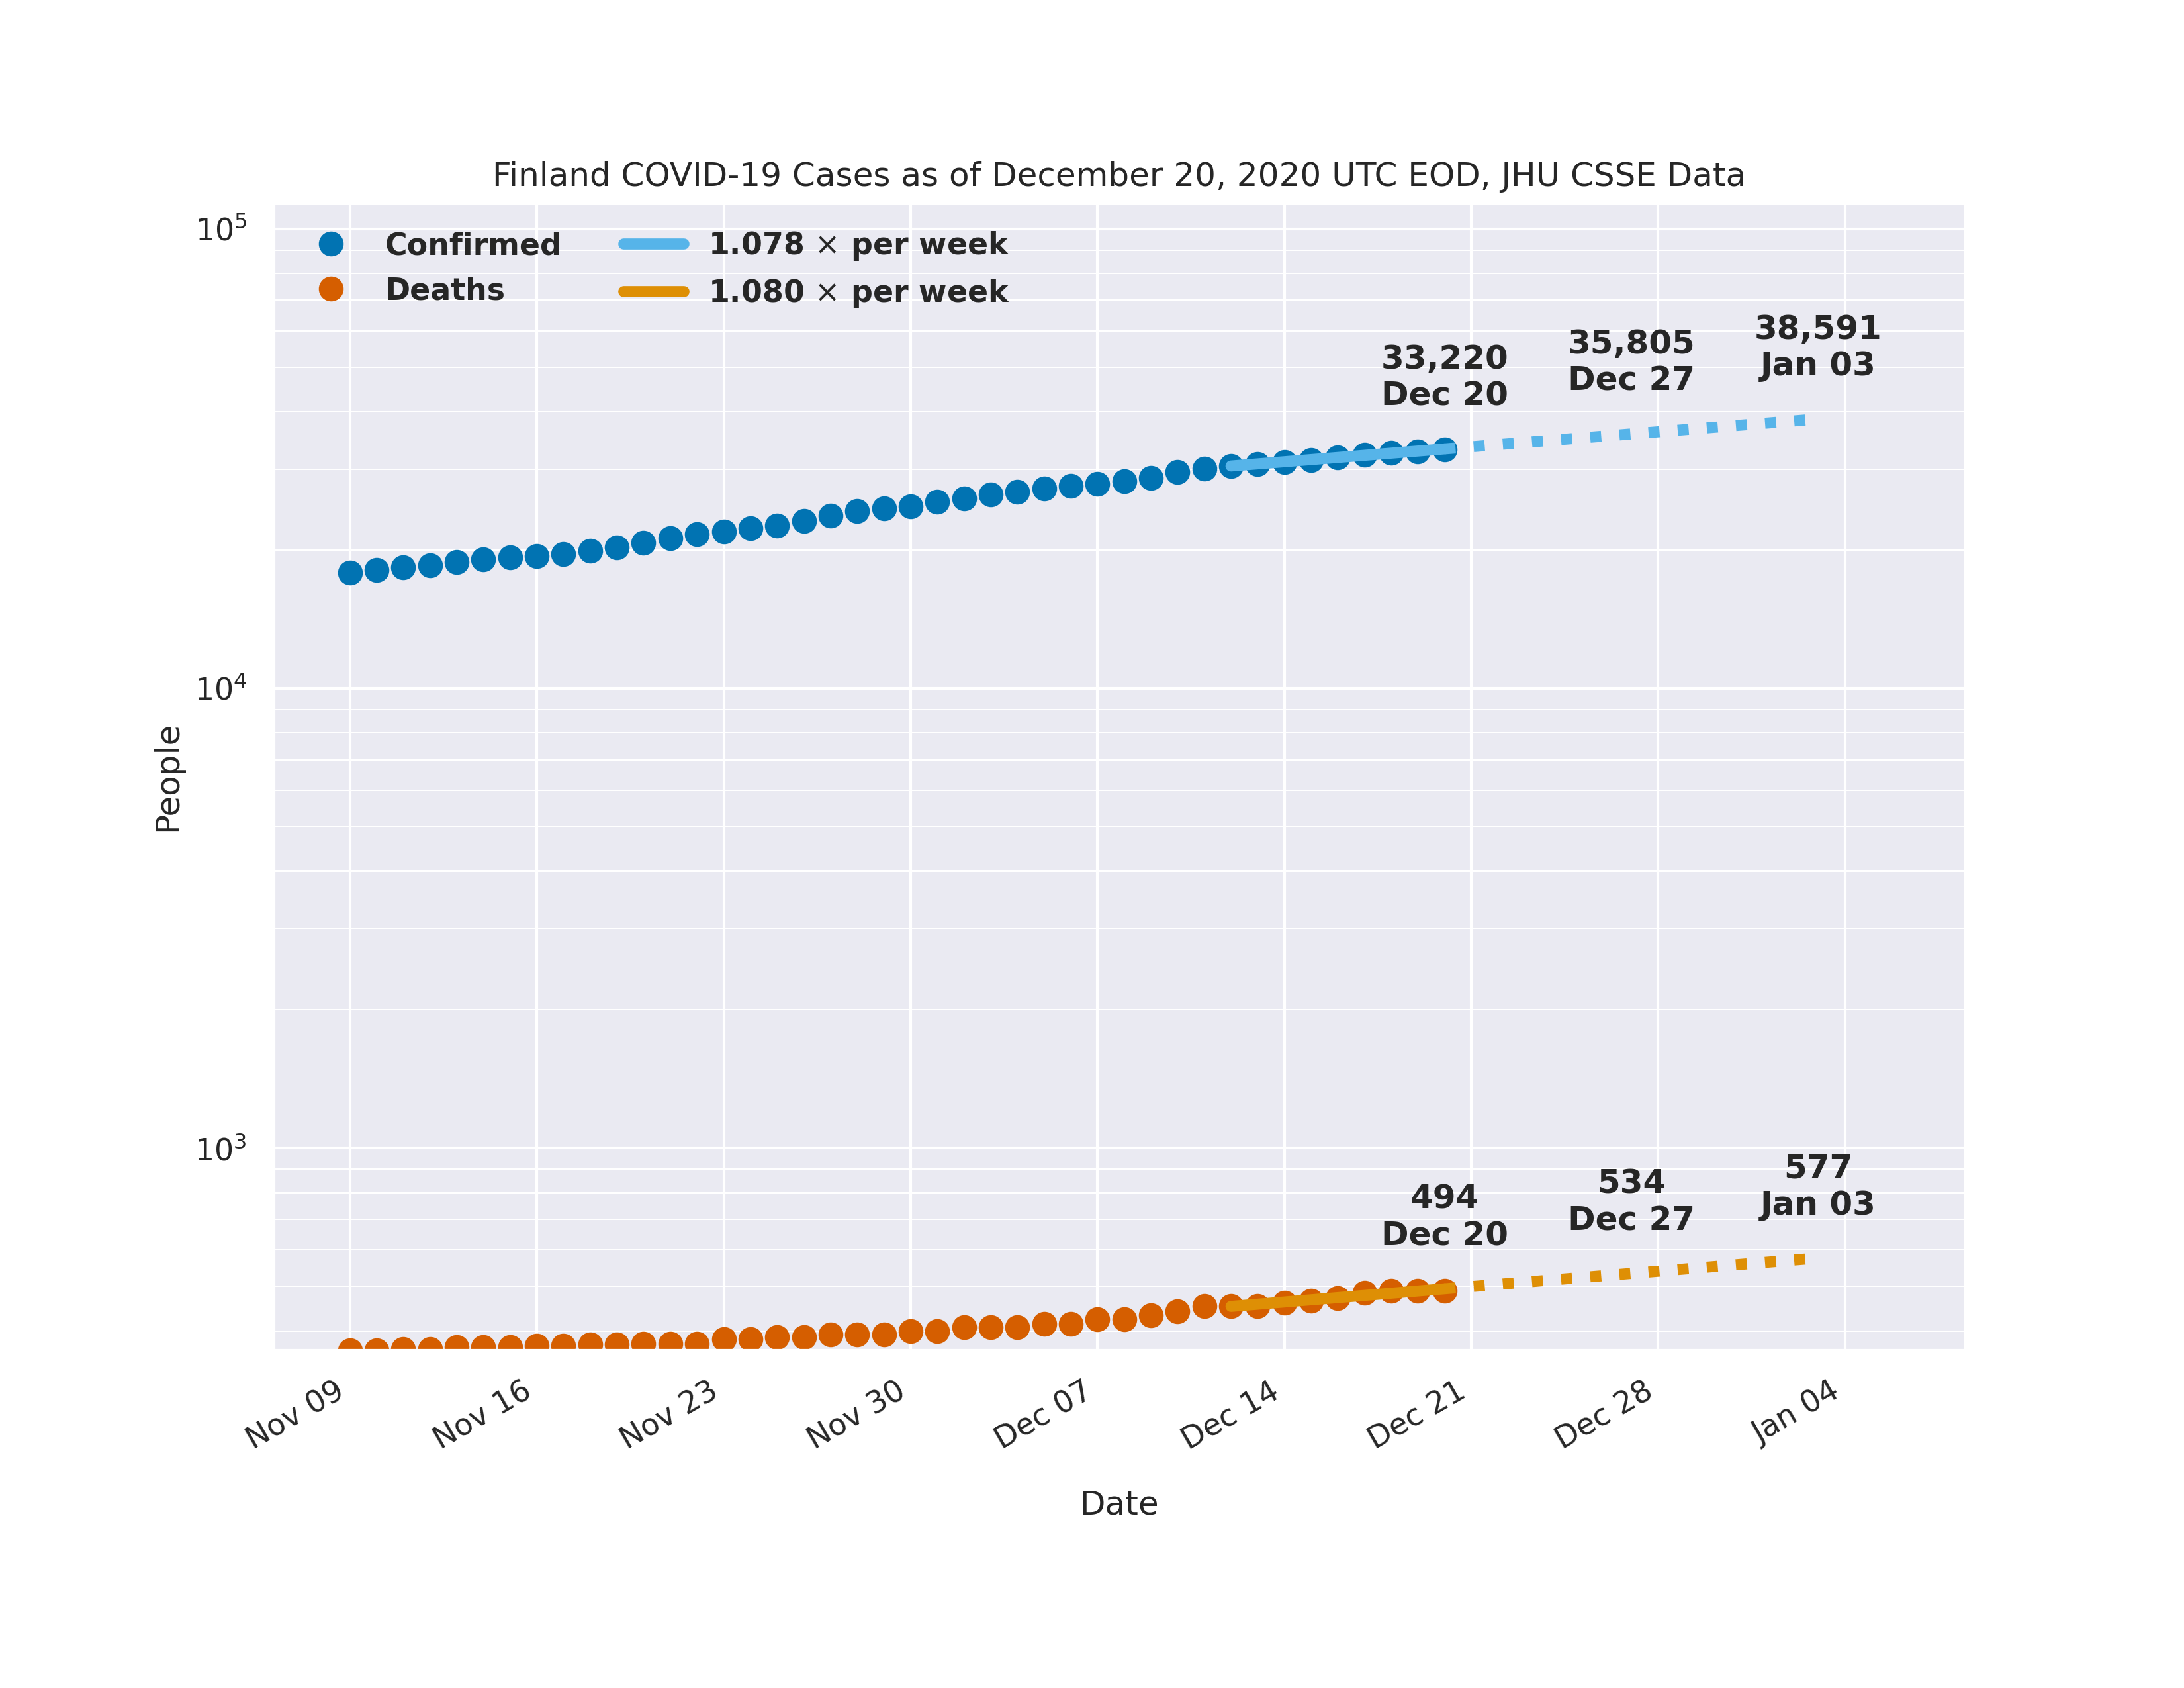 Finland COVID-19 Cases as of December 20, 2020 UTC EOD, JHU CSSE Data
10⁵
10⁴
10³
People
Confirmed
Deaths
1.078 × per week
1.080 × per week
33,220
Dec 20
35,805
Dec 27
38,591
Jan 03
494
Dec 20
534
Dec 27
577
Jan 03
Nov 09
Nov 16
Nov 23
Nov 30
Dec 07
Dec 14
Dec 21
Dec 28
Jan 04
Date